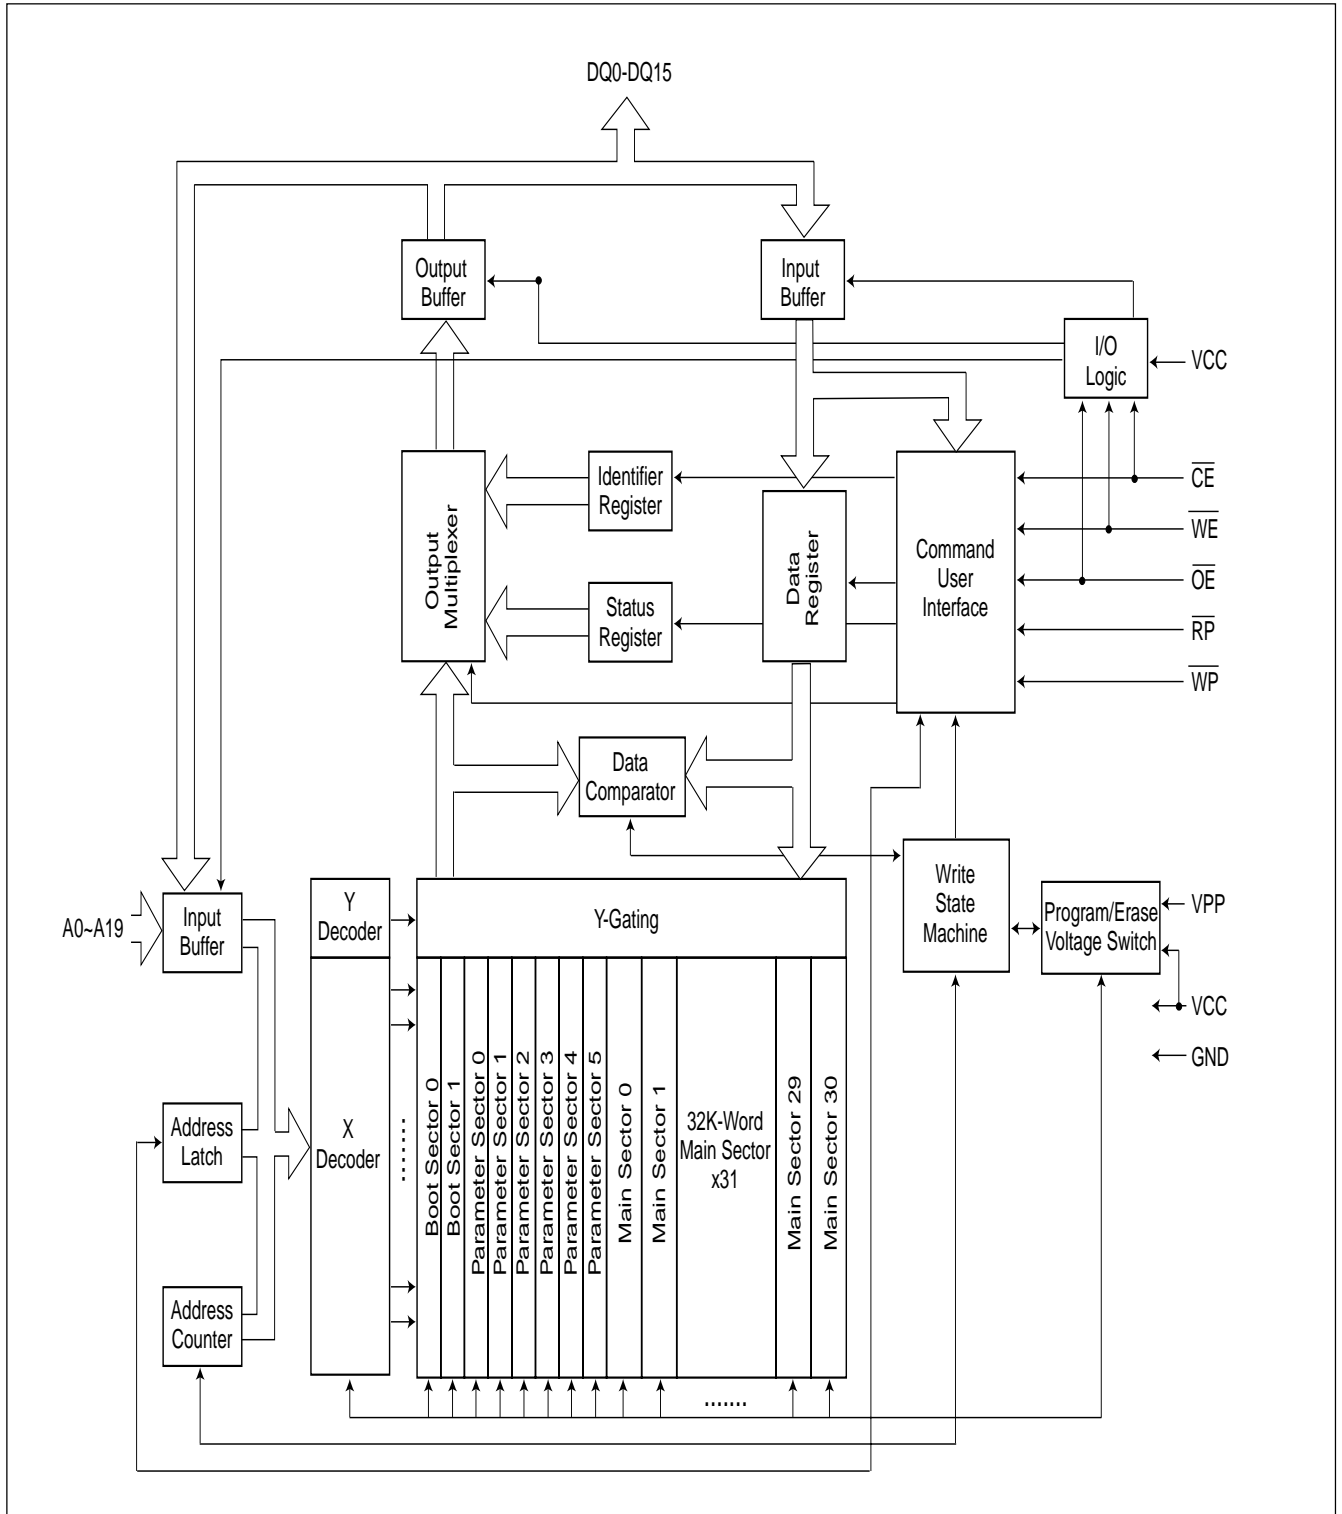 DQ0-DQ15
Output
Buffer
Input
Buffer
I/O
Logic
VCC
Output
Multiplexer
Identifier
Register
Status
Register
Data
Register
Command
User
Interface
CE
WE
OE
RP
WP
Data
Comparator
A0~A19
Input
Buffer
Y
Decoder
Y-Gating
Write
State
Machine
Program/Erase
Voltage Switch
VPP
VCC
GND
Address
Latch
X
Decoder
Boot Sector 0
Boot Sector 1
Parameter Sector 0
Parameter Sector 1
Parameter Sector 2
Parameter Sector 3
Parameter Sector 4
Parameter Sector 5
Main Sector 0
Main Sector 1
32K-Word
Main Sector
x31
Main Sector 29
Main Sector 30
Address
Counter